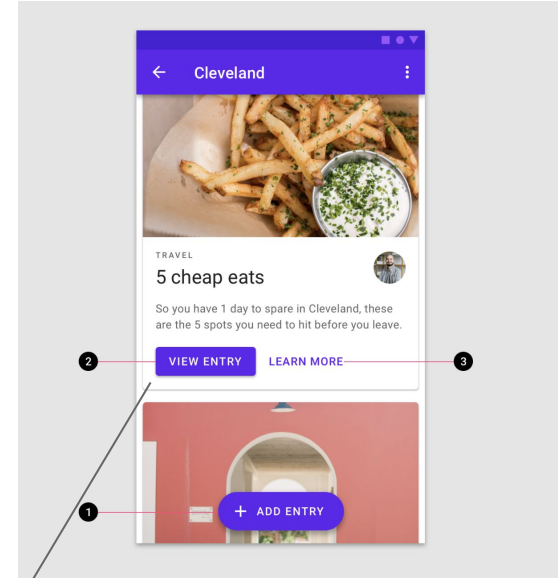 Cleveland
TRAVEL
5 cheap eats
So you have 1 day to spare in Cleveland, these
are the 5 spots you need to hit before you leave.
2
VIEW ENTRY
LEARN MORE
3
1
+ ADD ENTRY